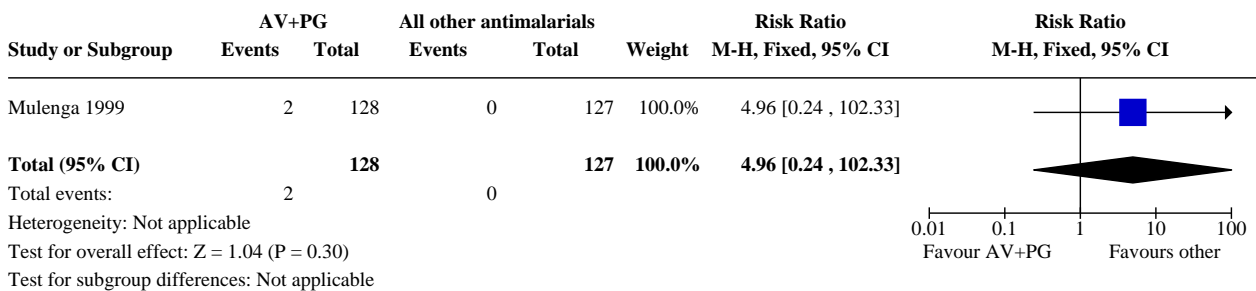 AV+PG All other antimalarials Risk Ratio Risk Ratio
Study or Subgroup Events Total Events Total Weight M-H, Fixed, 95% CI M-H, Fixed, 95% CI
Mulenga 1999 2 128 0 127 100.0% 4.96 [0.24 , 102.33]
Total (95% CI) 128 127 100.0% 4.96 [0.24 , 102.33]
Total events: 2 0
Heterogeneity: Not applicable
0.01 0.1 1 10 100
Test for overall effect: Z = 1.04 (P = 0.30)
Favour AV+PG Favours other
Test for subgroup differences: Not applicable